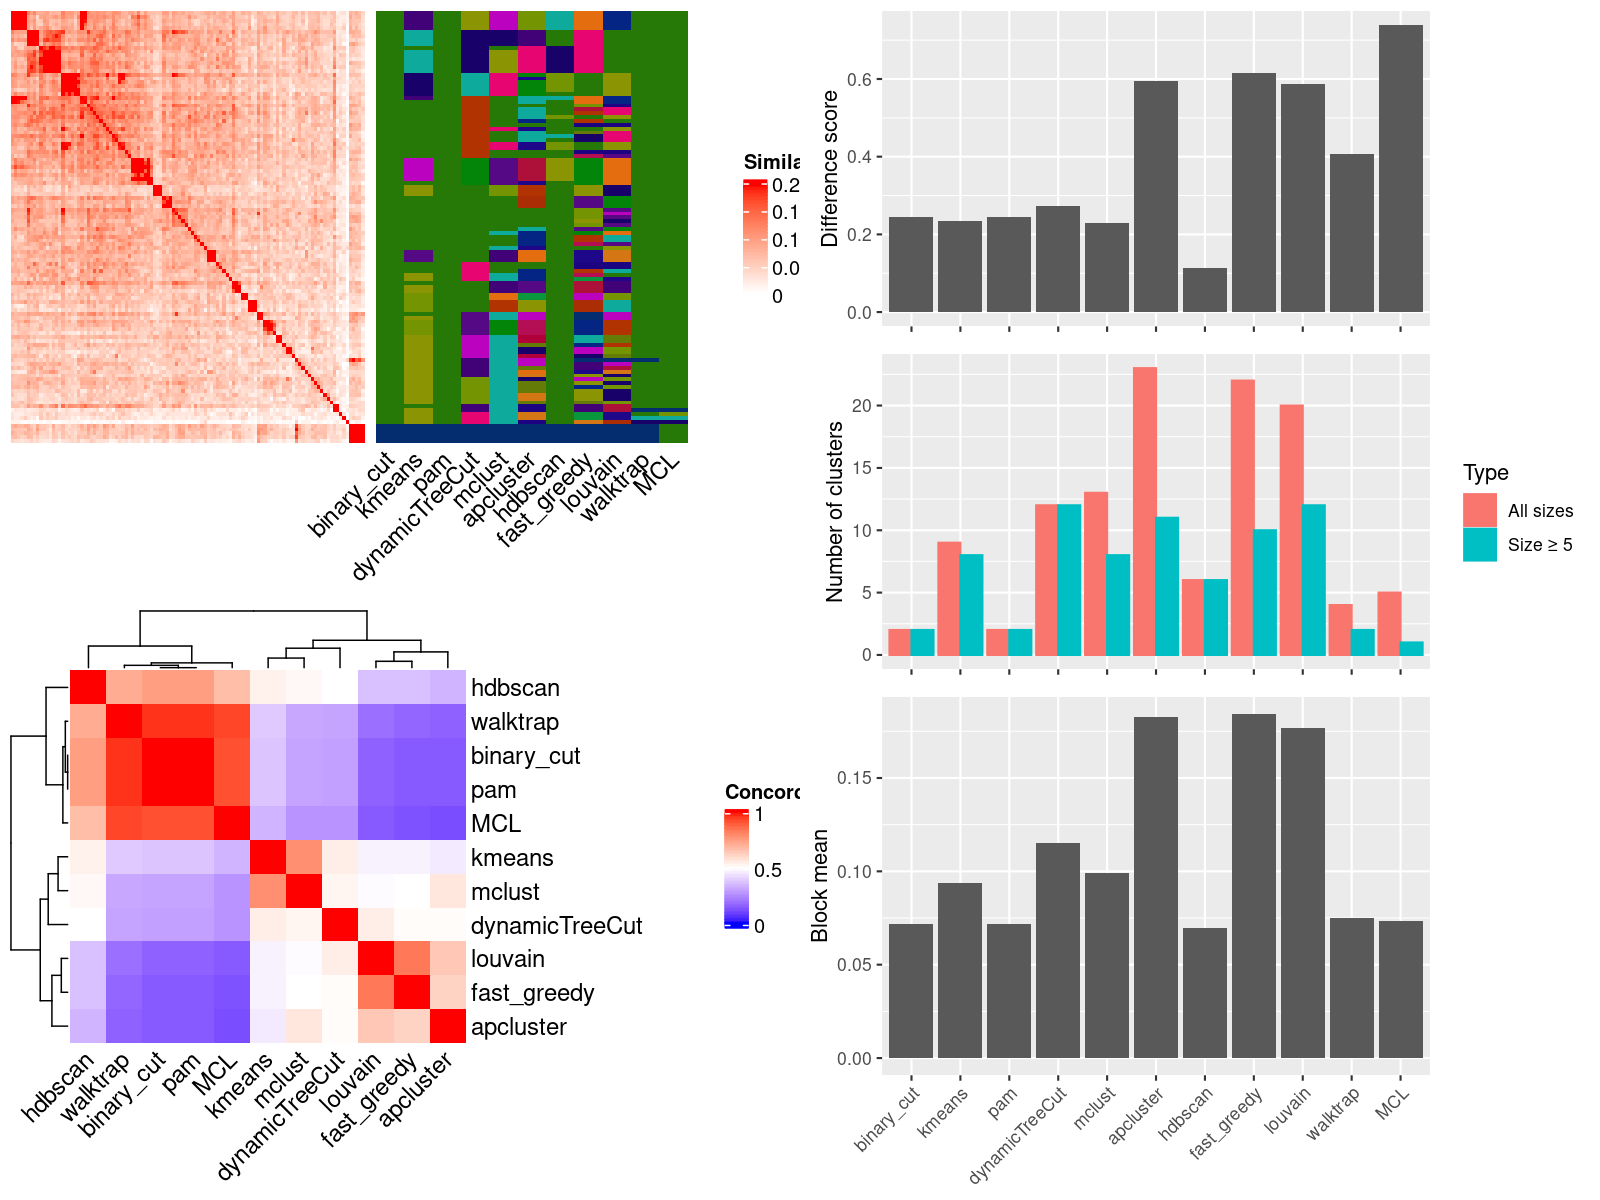 Simila
0.2
0.1
0.1
0.0
0
binary_cut
kmeans
pam
dynamicTreeCut
mclust
apcluster
hdbscan
fast_greedy
louvain
walktrap
MCL
hdbscan
walktrap
binary_cut
pam
MCL
kmeans
mclust
dynamicTreeCut
louvain
fast_greedy
apcluster
hdbscan
walktrap
binary_cut
pam
MCL
kmeans
mclust
dynamicTreeCut
louvain
fast_greedy
apcluster
Concord
1
0.5
0
Difference score
0.6
0.4
0.2
0.0
Number of clusters
20
15
10
5
0
Type
All sizes
Size ≥ 5
Block mean
0.15
0.10
0.05
0.00
binary_cut
kmeans
pam
dynamicTreeCut
mclust
apcluster
hdbscan
fast_greedy
louvain
walktrap
MCL